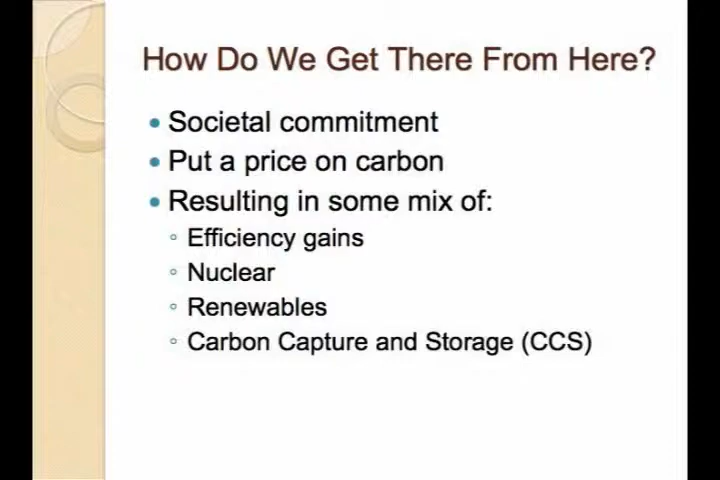 How Do We Get There From Here?
• Societal commitment
• Put a price on carbon
• Resulting in some mix of:
◦ Efficiency gains
◦ Nuclear
◦ Renewables
◦ Carbon Capture and Storage (CCS)